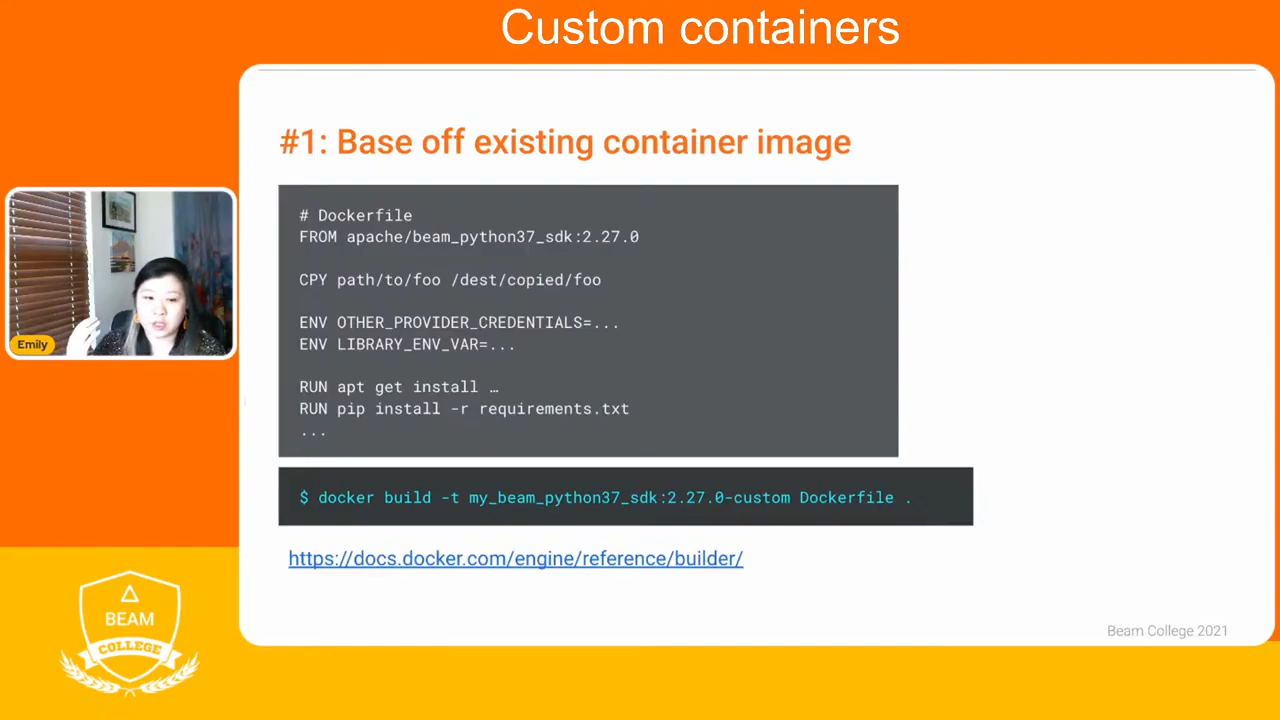 Custom containers
#1: Base off existing container image
# Dockerfile
FROM apache/beam_python37_sdk:2.27.0
CPY path/to/foo /dest/copied/foo
ENV OTHER_PROVIDER_CREDENTIALS=...
ENV LIBRARY_ENV_VAR=...
RUN apt get install …
RUN pip install -r requirements.txt
...
Emily
$ docker build -t my_beam_python37_sdk:2.27.0-custom Dockerfile .
https://docs.docker.com/engine/reference/builder/
BEAM
COLLEGE
Beam College 2021